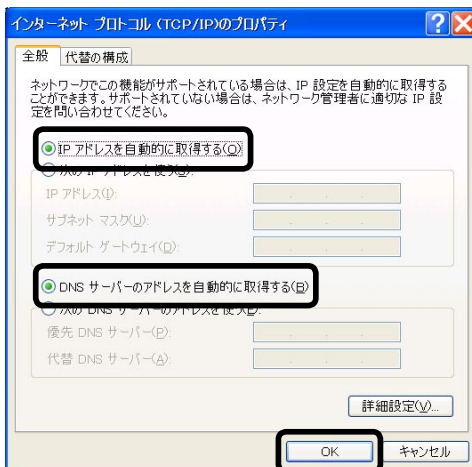 インターネット プロトコル (TCP/IP)のプロパティ
全般 代替の構成
ネットワークでこの機能がサポートされている場合は、IP 設定を自動的に取得する
ことができます。サポートされていない場合は、ネットワーク管理者に適切な IP 設
定を問い合わせてください。
IP アドレスを自動的に取得する(O)
次の IP アドレスを使う(S):
IP アドレス(I):
サブネット マスク(U):
デフォルト ゲートウェイ(D):
DNS サーバーのアドレスを自動的に取得する(B)
次の DNS サーバーのアドレスを使う(E):
優先 DNS サーバー(P):
代替 DNS サーバー(A):
詳細設定(V)...
OK キャンセル